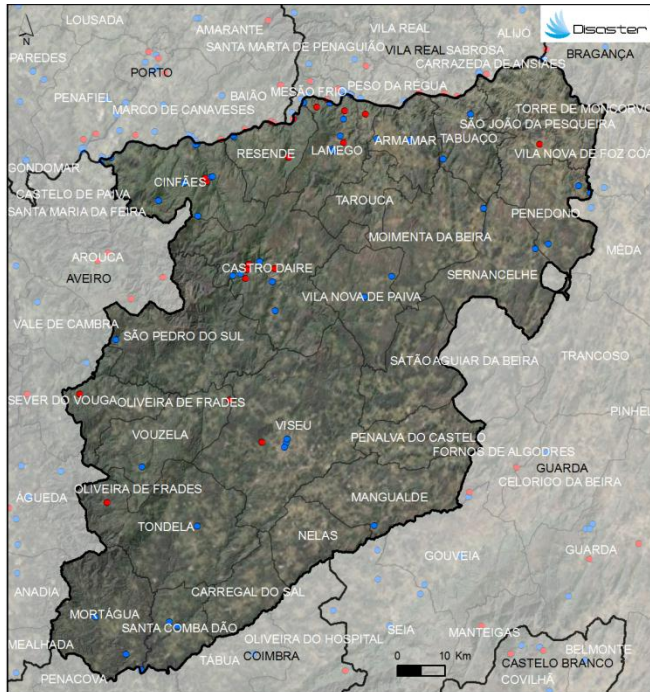 LOUSADA
AMARANTE
VILA REAL
ALIJÓ
Disaster
N
SANTA MARTA DE PENAGUIÃO
VILA REAL
SABROSA
BRAGANÇA
PAREDES
CARRAZEDA DE ANSIÃES
PORTO
PESO DA RÉGUA
MESÃO FRIO
BAIÃO
PENAFIEL
MARCO DE CANAVESES
TORRE DE MONCORVO
SÃO JOÃO DA PESQUEIRA
ARMAMAR
TABUAÇO
RESENDE
LAMEGO
VILA NOVA DE FOZ CÔA
GONDOMAR
CINFÃES
CASTELO DE PAIVA
TAROUCA
SANTA MARIA DA FEIRA
PENEDONO
MOIMENTA DA BEIRA
AROUCA
MÊDA
CASTRO DAIRE
AVEIRO
SERNANCELHE
VILA NOVA DE PAIVA
VALE DE CAMBRA
SÃO PEDRO DO SUL
SATÃO
AGUIAR DA BEIRA
TRANCOSO
SEVER DO VOUGA
OLIVEIRA DE FRADES
PINHEL
VISEU
VOUZELA
PENALVA DO CASTELO
FORNOS DE ALGODRES
GUARDA
CELORICO DA BEIRA
OLIVEIRA DE FRADES
ÁGUEDA
MANGUALDE
TONDELA
NELAS
GOUVEIA
GUARDA
ANADIA
CARREGAL DO SAL
MORTÁGUA
SANTA COMBA DÃO
SEIA
MANTEIGAS
MEALHADA
OLIVEIRA DO HOSPITAL
BELMONTE
TÁBUA
COIMBRA
0 10 Km
CASTELO BRANCO
PENACOVA
COVILHÃ